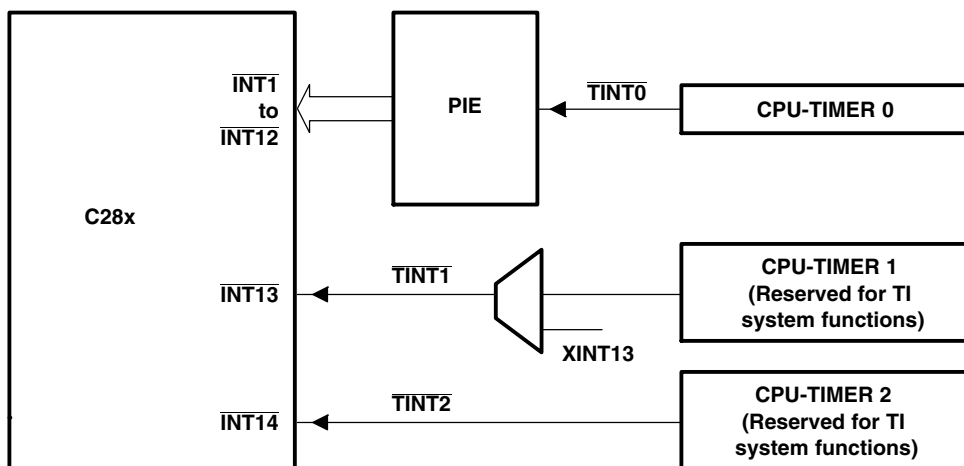 INT1
to
INT12
PIE
TINT0
CPU-TIMER 0
C28x
INT13
TINT1
XINT13
CPU-TIMER 1
(Reserved for TI
system functions)
INT14
TINT2
CPU-TIMER 2
(Reserved for TI
system functions)